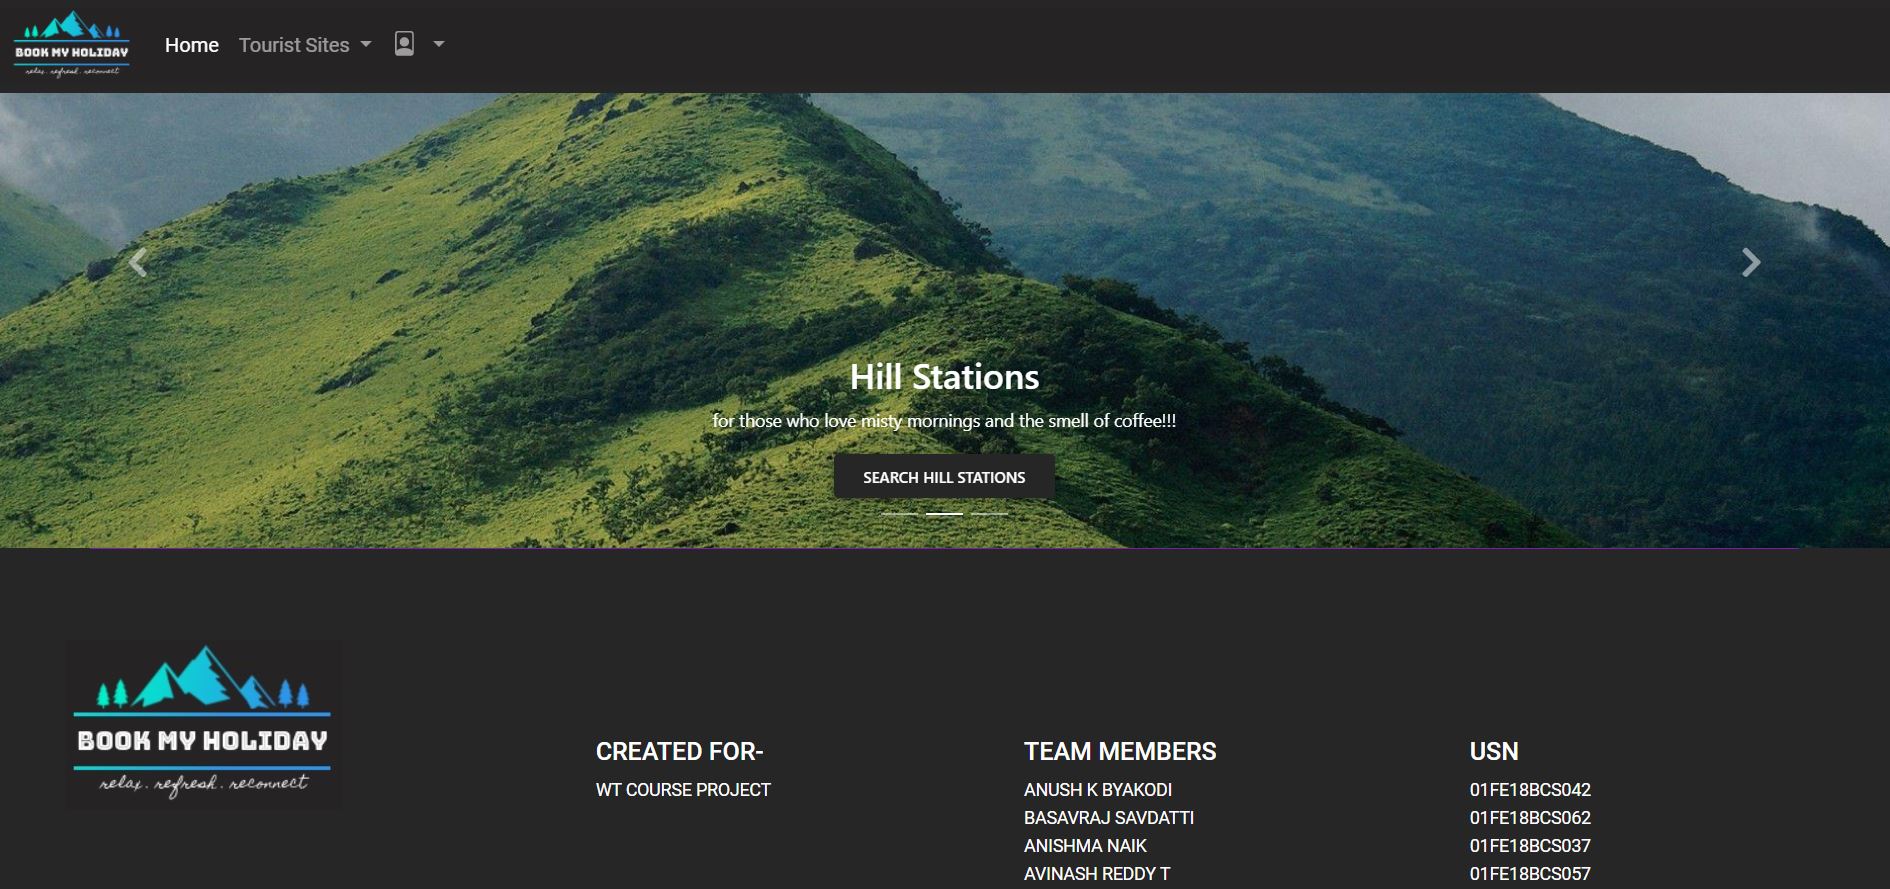 BOOK MY HOLIDAY
relax. refresh. reconnect
Home Tourist Sites
Hill Stations
for those who love misty mornings and the smell of coffee!!!
SEARCH HILL STATIONS
BOOK MY HOLIDAY
relax. refresh. reconnect
CREATED FOR-
WT COURSE PROJECT
TEAM MEMBERS
ANUSH K BYAKODI
BASAVRAJ SAVDATTI
ANISHMA NAIK
AVINASH REDDY T
USN
01FE18BCS042
01FE18BCS062
01FE18BCS037
01FE18BCS057